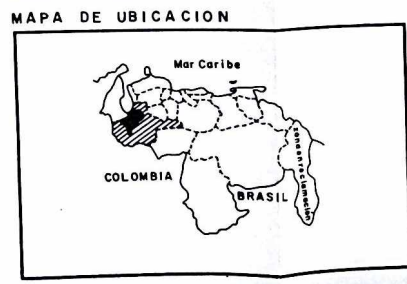 MAPA DE UBICACION
Mar Caribe
zona en reclamación
COLOMBIA
BRASIL